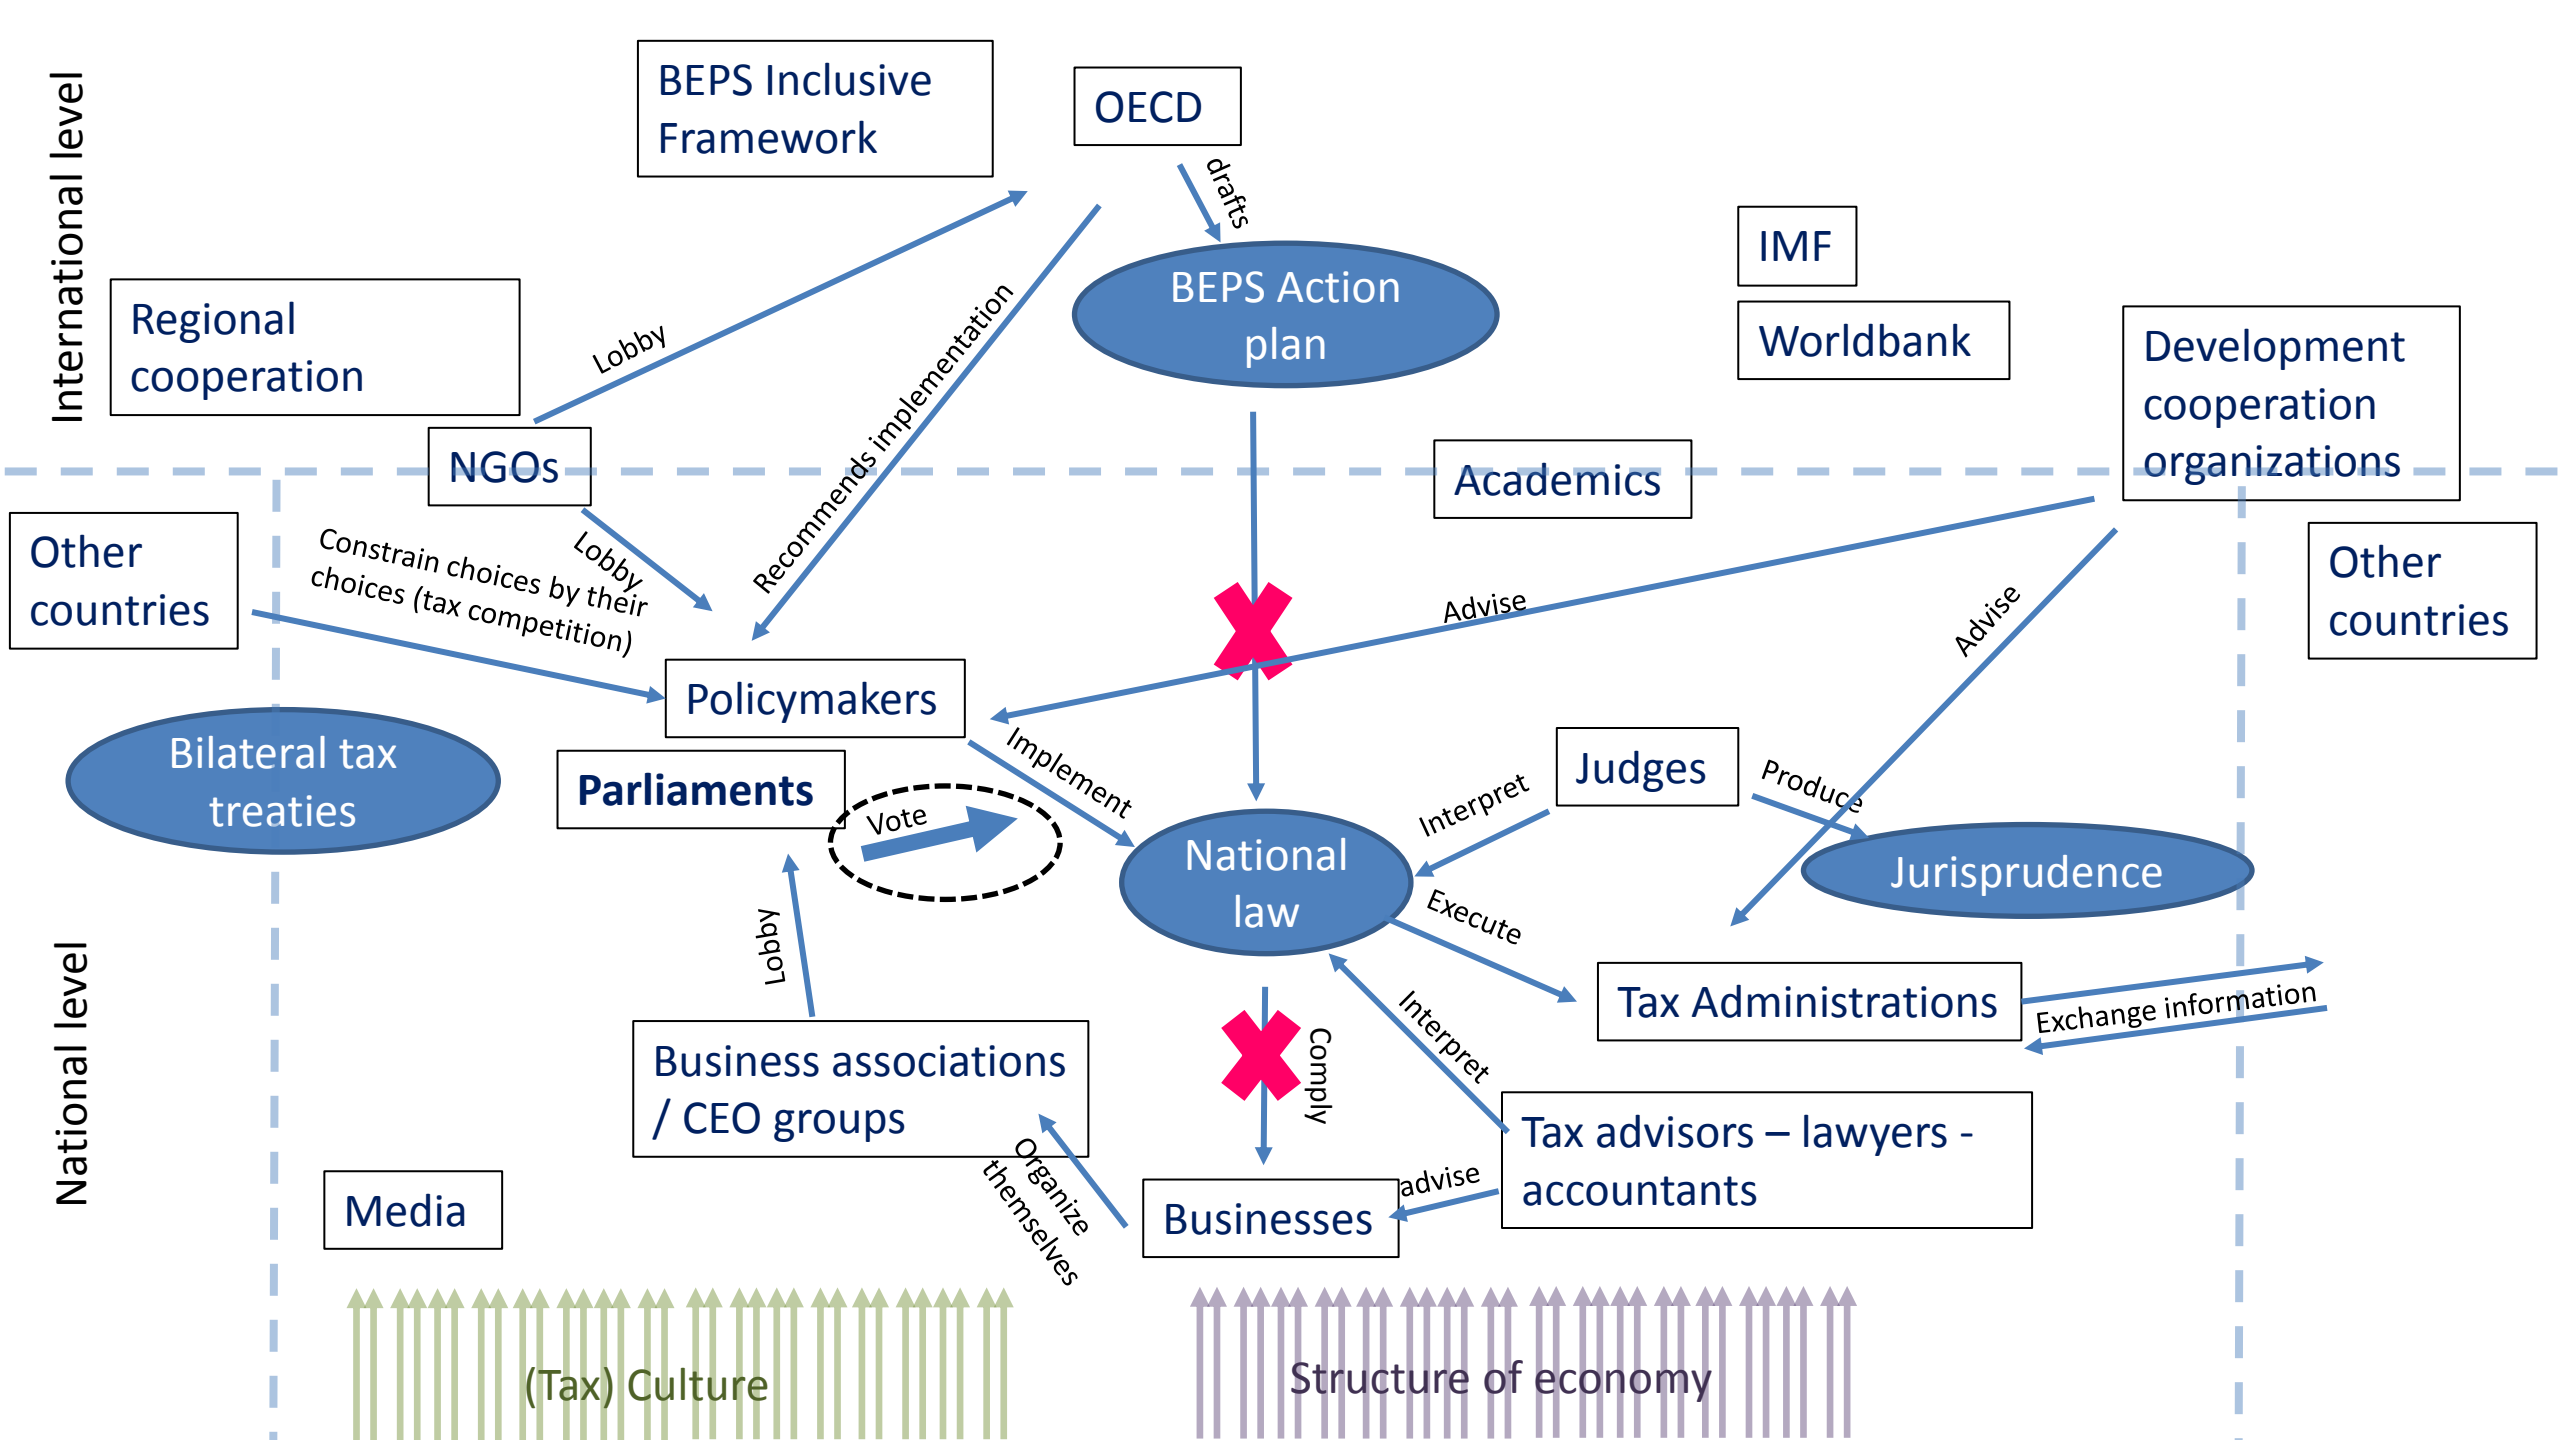 International level
BEPS Inclusive
Framework
OECD
drafts
BEPS Action
plan
IMF
Worldbank
Regional
cooperation
Lobby
Recommends implementation
Development
cooperation
organizations
NGOs
Academics
Other
countries
Constrain choices by their
choices (tax competition)
Lobby
Advise
Advise
Other
countries
Policymakers
Bilateral tax
treaties
Parliaments
Vote
Implement
Judges
Interpret
Produce
National
law
Jurisprudence
Execute
National level
Lobby
Tax Administrations
Exchange information
Business associations
/ CEO groups
Comply
Interpret
Tax advisors – lawyers -
accountants
Organize
themselves
advise
Media
Businesses
(Tax) Culture
Structure of economy